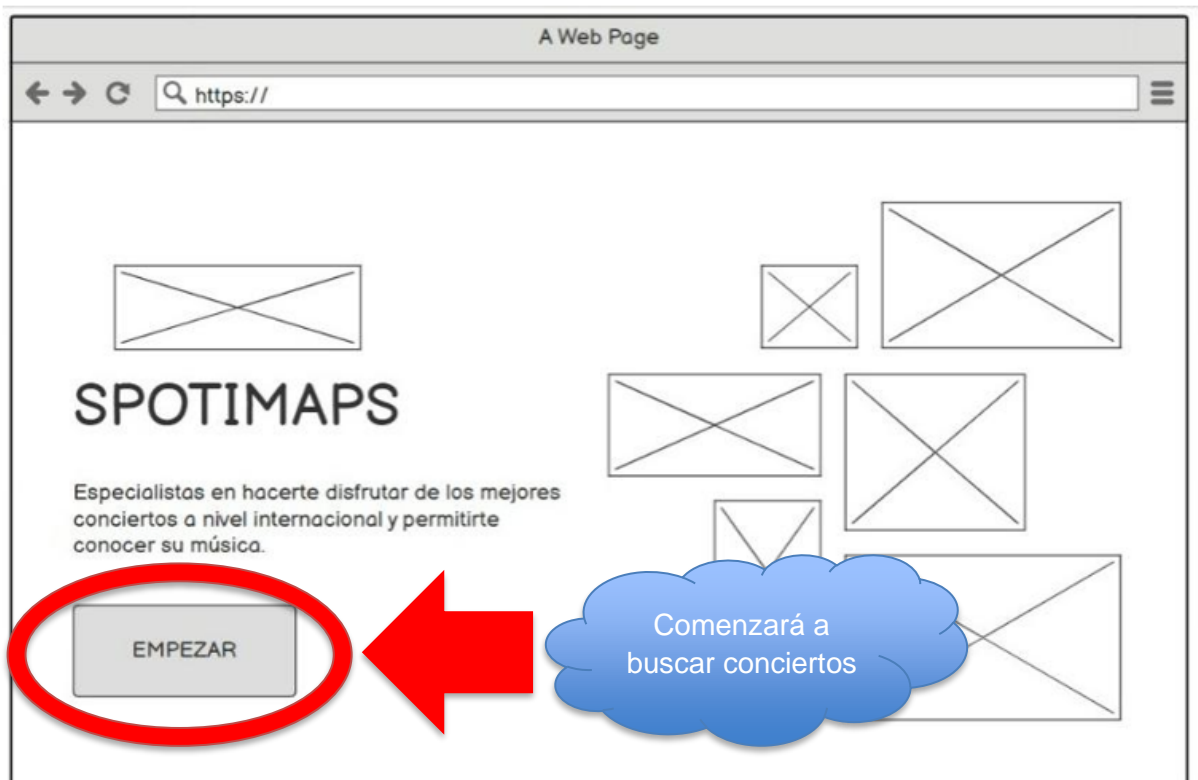 A Web Page
https://
SPOTIMAPS
Especialistas en hacerte disfrutar de los mejores
conciertos a nivel internacional y permitirte
conocer su música.
EMPEZAR
Comenzará a
buscar conciertos